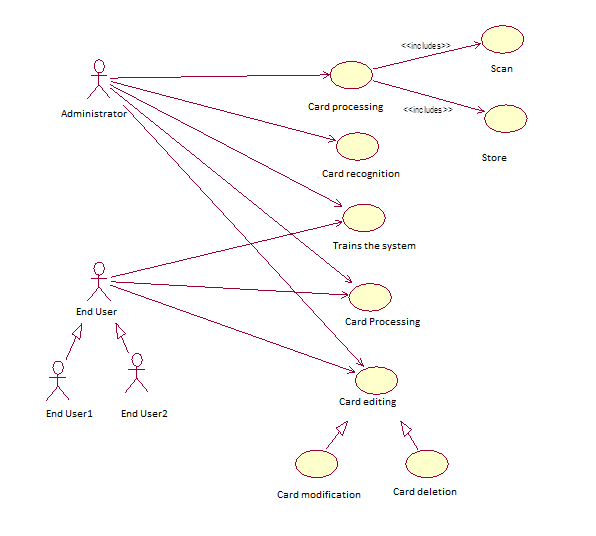 <<includes>>
Scan
Administrator
Card processing
<<includes>>
Store
Card recognition
Trains the system
End User
Card Processing
Card editing
End User1
End User2
Card modification
Card deletion